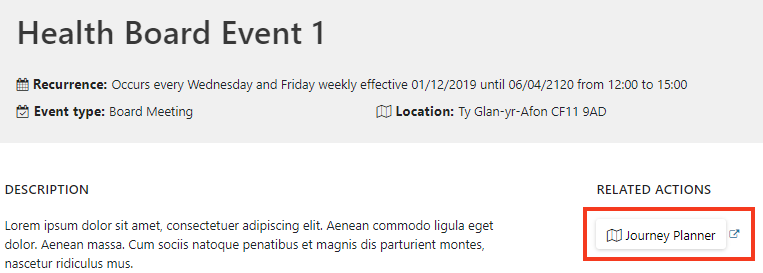 Health Board Event 1
Recurrence: Occurs every Wednesday and Friday weekly effective 01/12/2019 until 06/04/2120 from 12:00 to 15:00
Event type: Board Meeting
Location: Ty Glan-yr-Afon CF11 9AD
DESCRIPTION
Lorem ipsum dolor sit amet, consectetuer adipiscing elit. Aenean commodo ligula eget
dolor. Aenean massa. Cum sociis natoque penatibus et magnis dis parturient montes,
nascetur ridiculus mus.
RELATED ACTIONS
Journey Planner